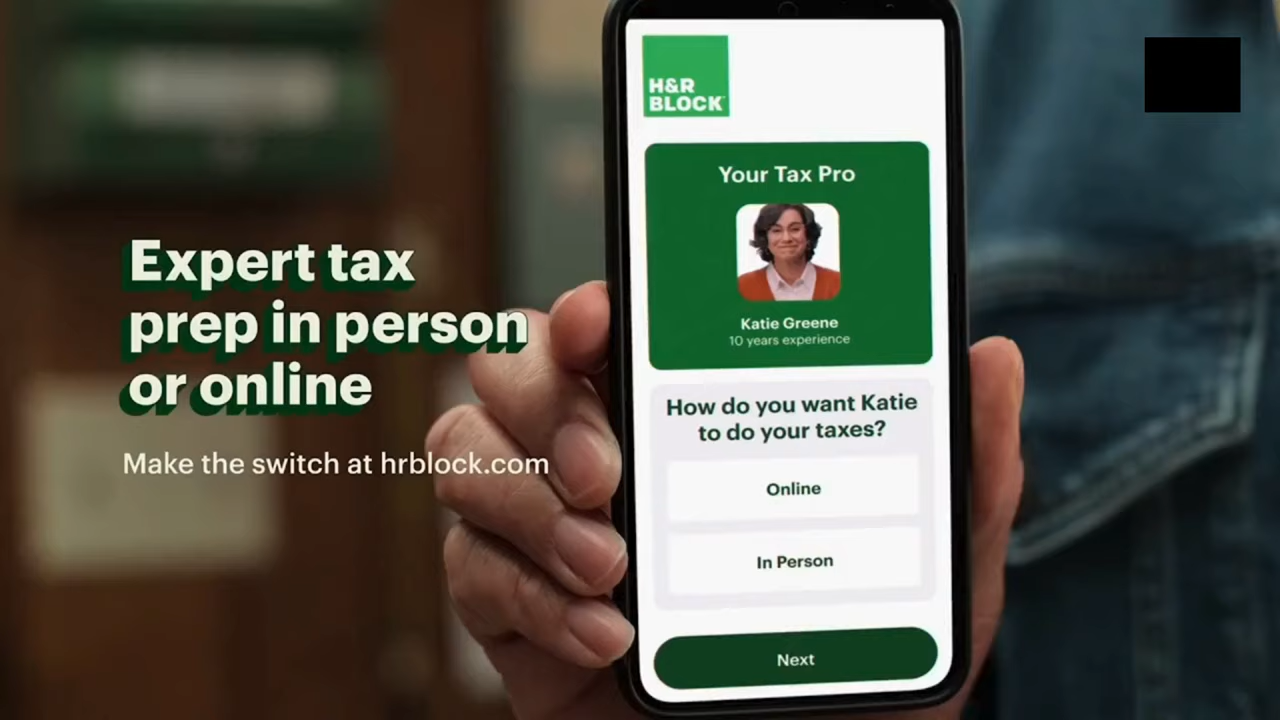 Expert tax
prep in person
or online
Make the switch at hrblock.com
H&R
BLOCK
Your Tax Pro
Katie Greene
10 years experience
How do you want Katie
to do your taxes?
Online
In Person
Next